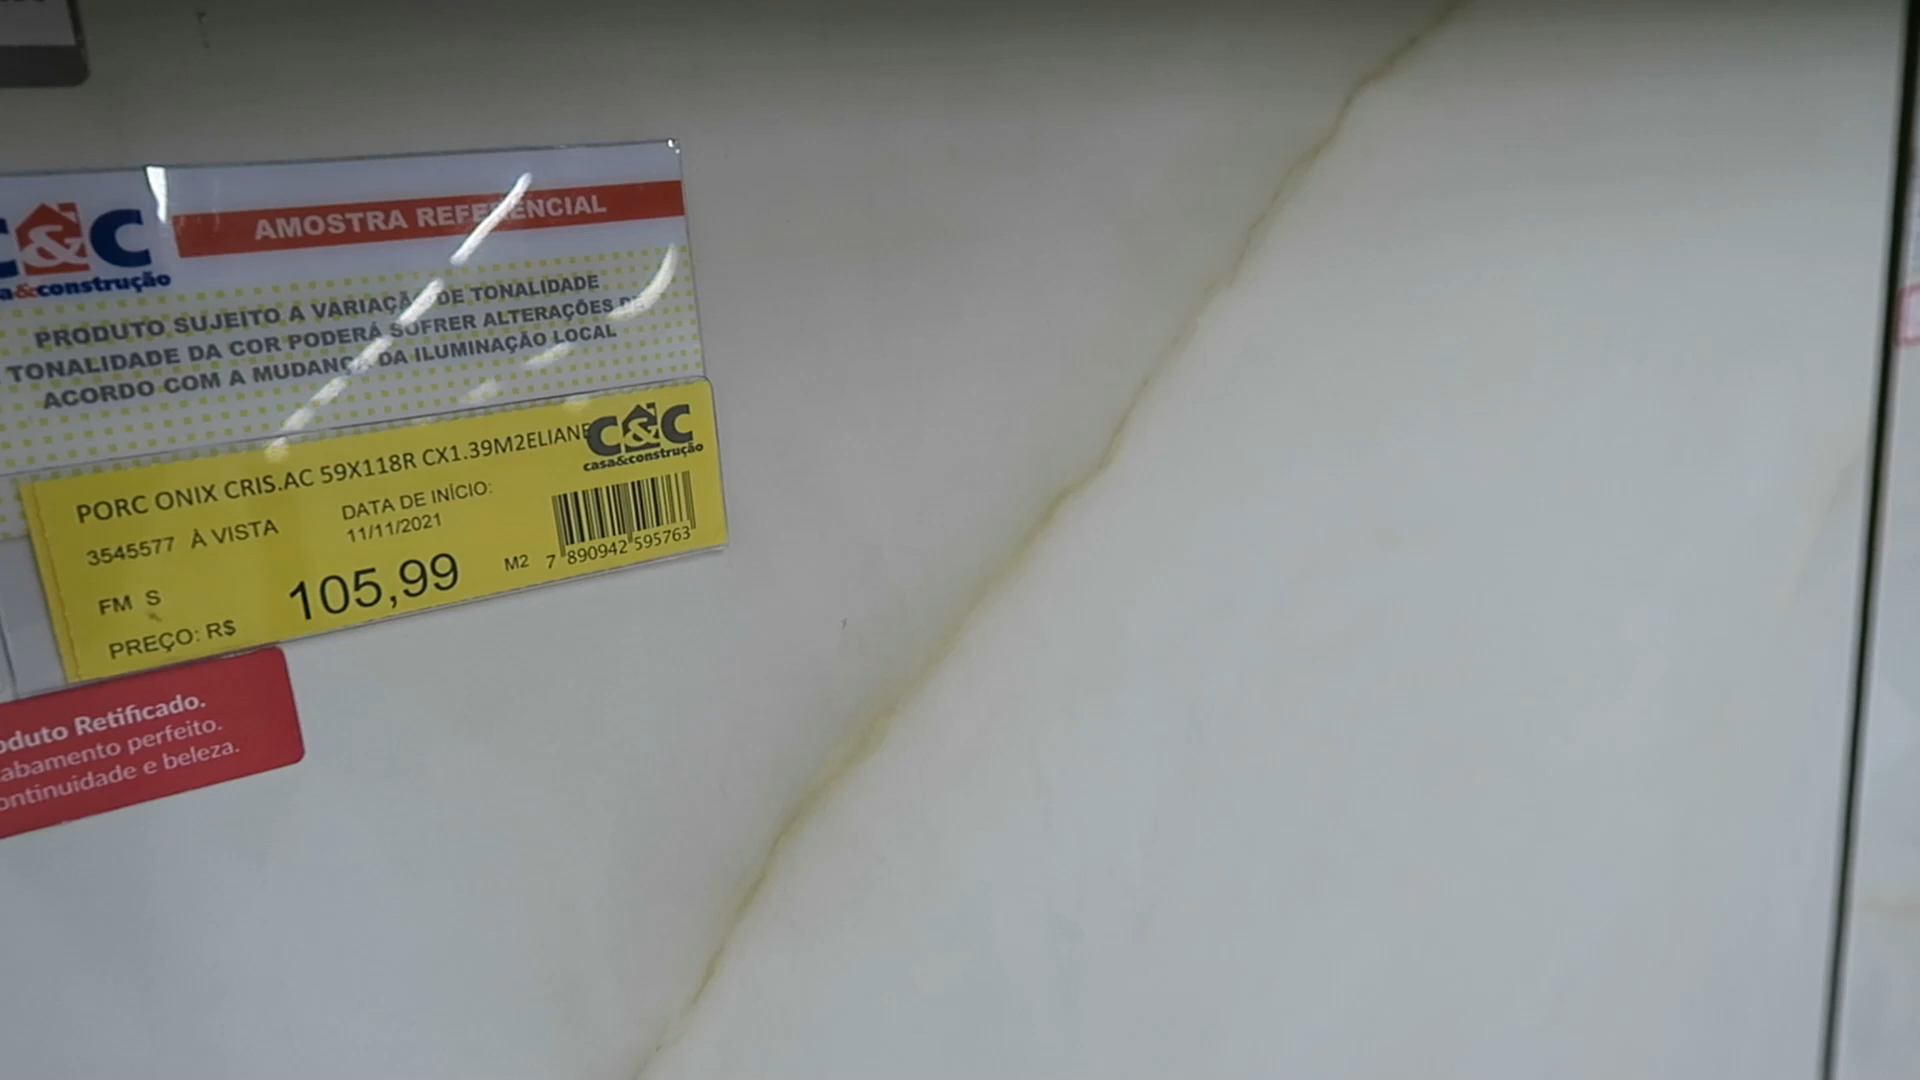 C&C
AMOSTRA REFERENCIAL
a&construção
PRODUTO SUJEITO A VARIAÇÃO DE TONALIDADE
TONALIDADE DA COR PODERÁ SOFRER ALTERAÇÕES DE
ACORDO COM A MUDANÇA DA ILUMINAÇÃO LOCAL
PORC ONIX CRIS.AC 59X118R CX1.39M2ELIANE
C&C
casa&construção
3545577 À VISTA
DATA DE INÍCIO:
11/11/2021
FM S
PREÇO: R$
105,99
M2
7 890942 595763
oduto Retificado.
abamento perfeito.
ontinuidade e beleza.